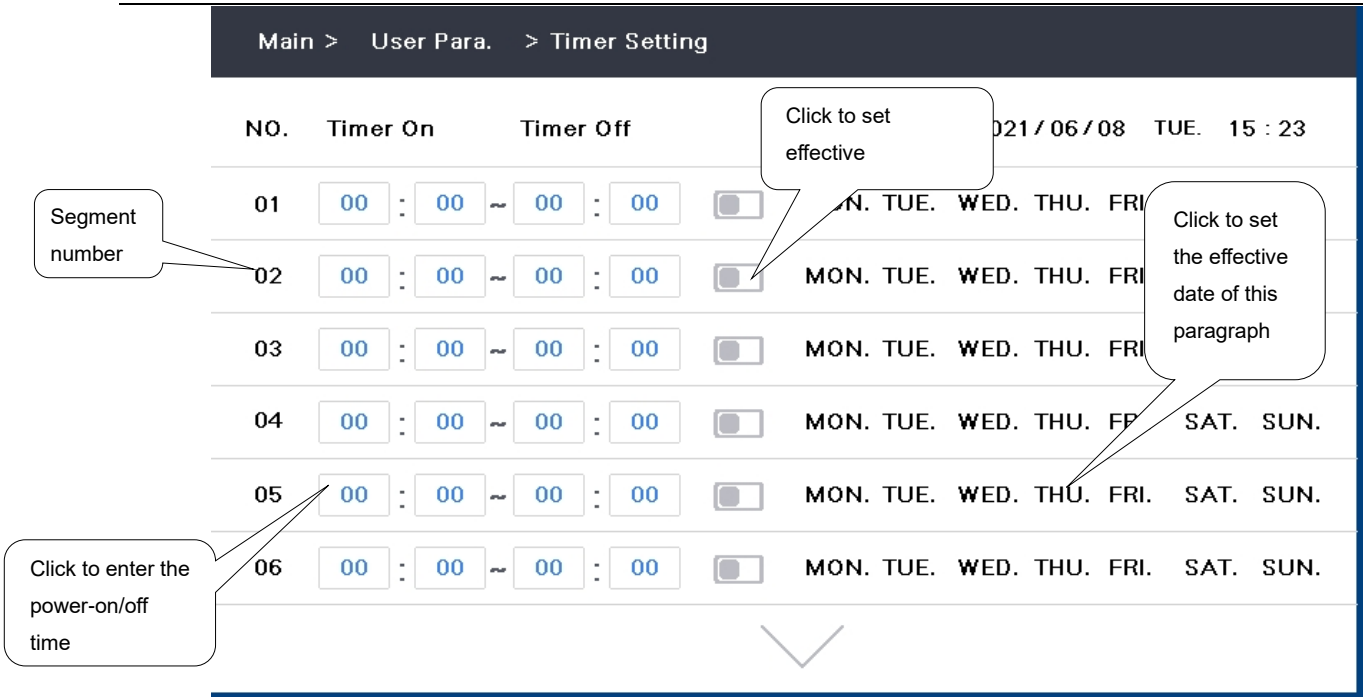 Main > User Para. > Timer Setting
NO. Timer On Timer Off 021/06/08 TUE. 15:23
Click to set
effective
01 00 : 00 ~ 00 : 00 TUE. WED. THU. FRI
Segment
number
02 00 : 00 ~ 00 : 00 MON. TUE. WED. THU. FRI
Click to set
the effective
date of this
paragraph
03 00 : 00 ~ 00 : 00 MON. TUE. WED. THU. FRI
04 00 : 00 ~ 00 : 00 MON. TUE. WED. THU. SAT. SUN.
05 00 : 00 ~ 00 : 00 MON. TUE. WED. THU. FRI. SAT. SUN.
06 00 : 00 ~ 00 : 00 MON. TUE. WED. THU. FRI. SAT. SUN.
Click to enter the
power-on/off
time